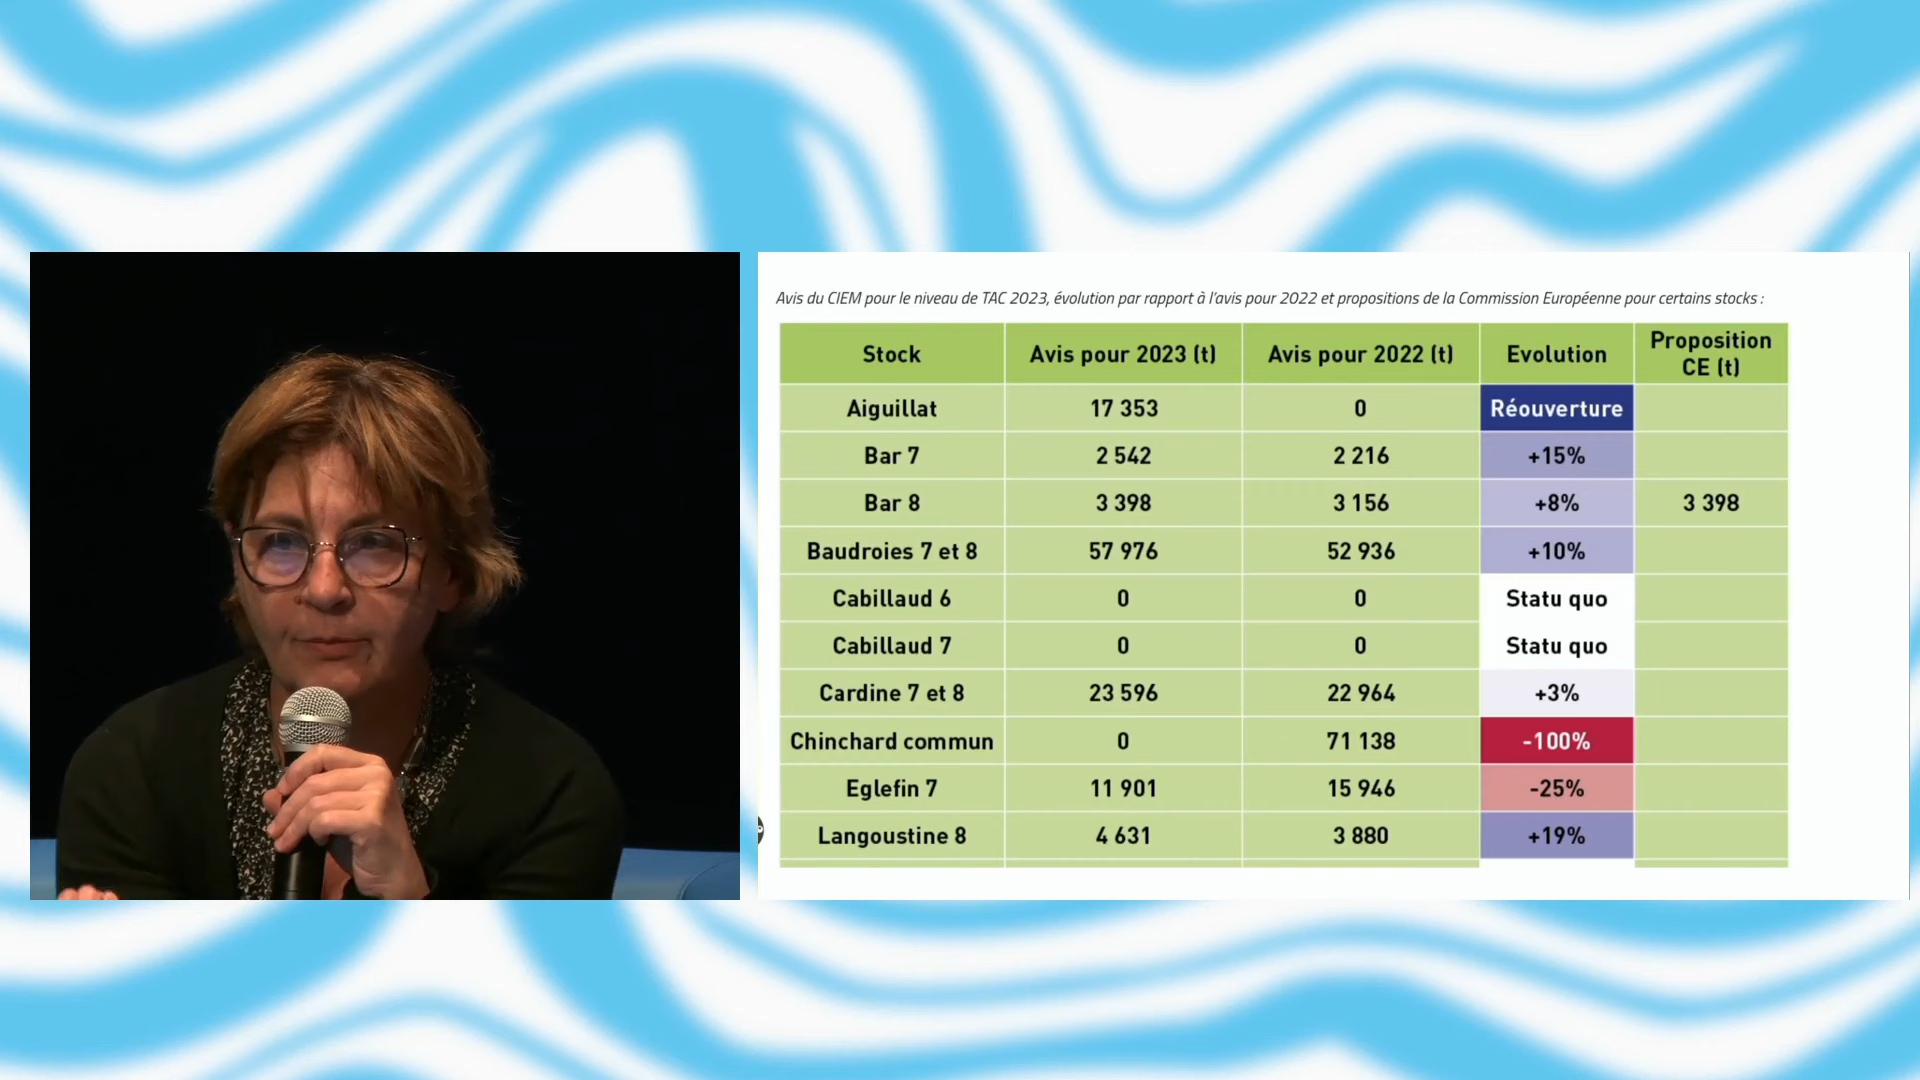 Avis du CIEM pour le niveau de TAC 2023, évolution par rapport à l'avis pour 2022 et propositions de la Commission Européenne pour certains stocks :
Stock Avis pour 2023 (t) Avis pour 2022 (t) Evolution Proposition CE (t)
Aiguillat 17 353 0 Réouverture
Bar 7 2 542 2 216 +15%
Bar 8 3 398 3 156 +8% 3 398
Baudroies 7 et 8 57 976 52 936 +10%
Cabillaud 6 0 0 Statu quo
Cabillaud 7 0 0 Statu quo
Cardine 7 et 8 23 596 22 964 +3%
Chinchard commun 0 71 138 -100%
Eglefin 7 11 901 15 946 -25%
Langoustine 8 4 631 3 880 +19%